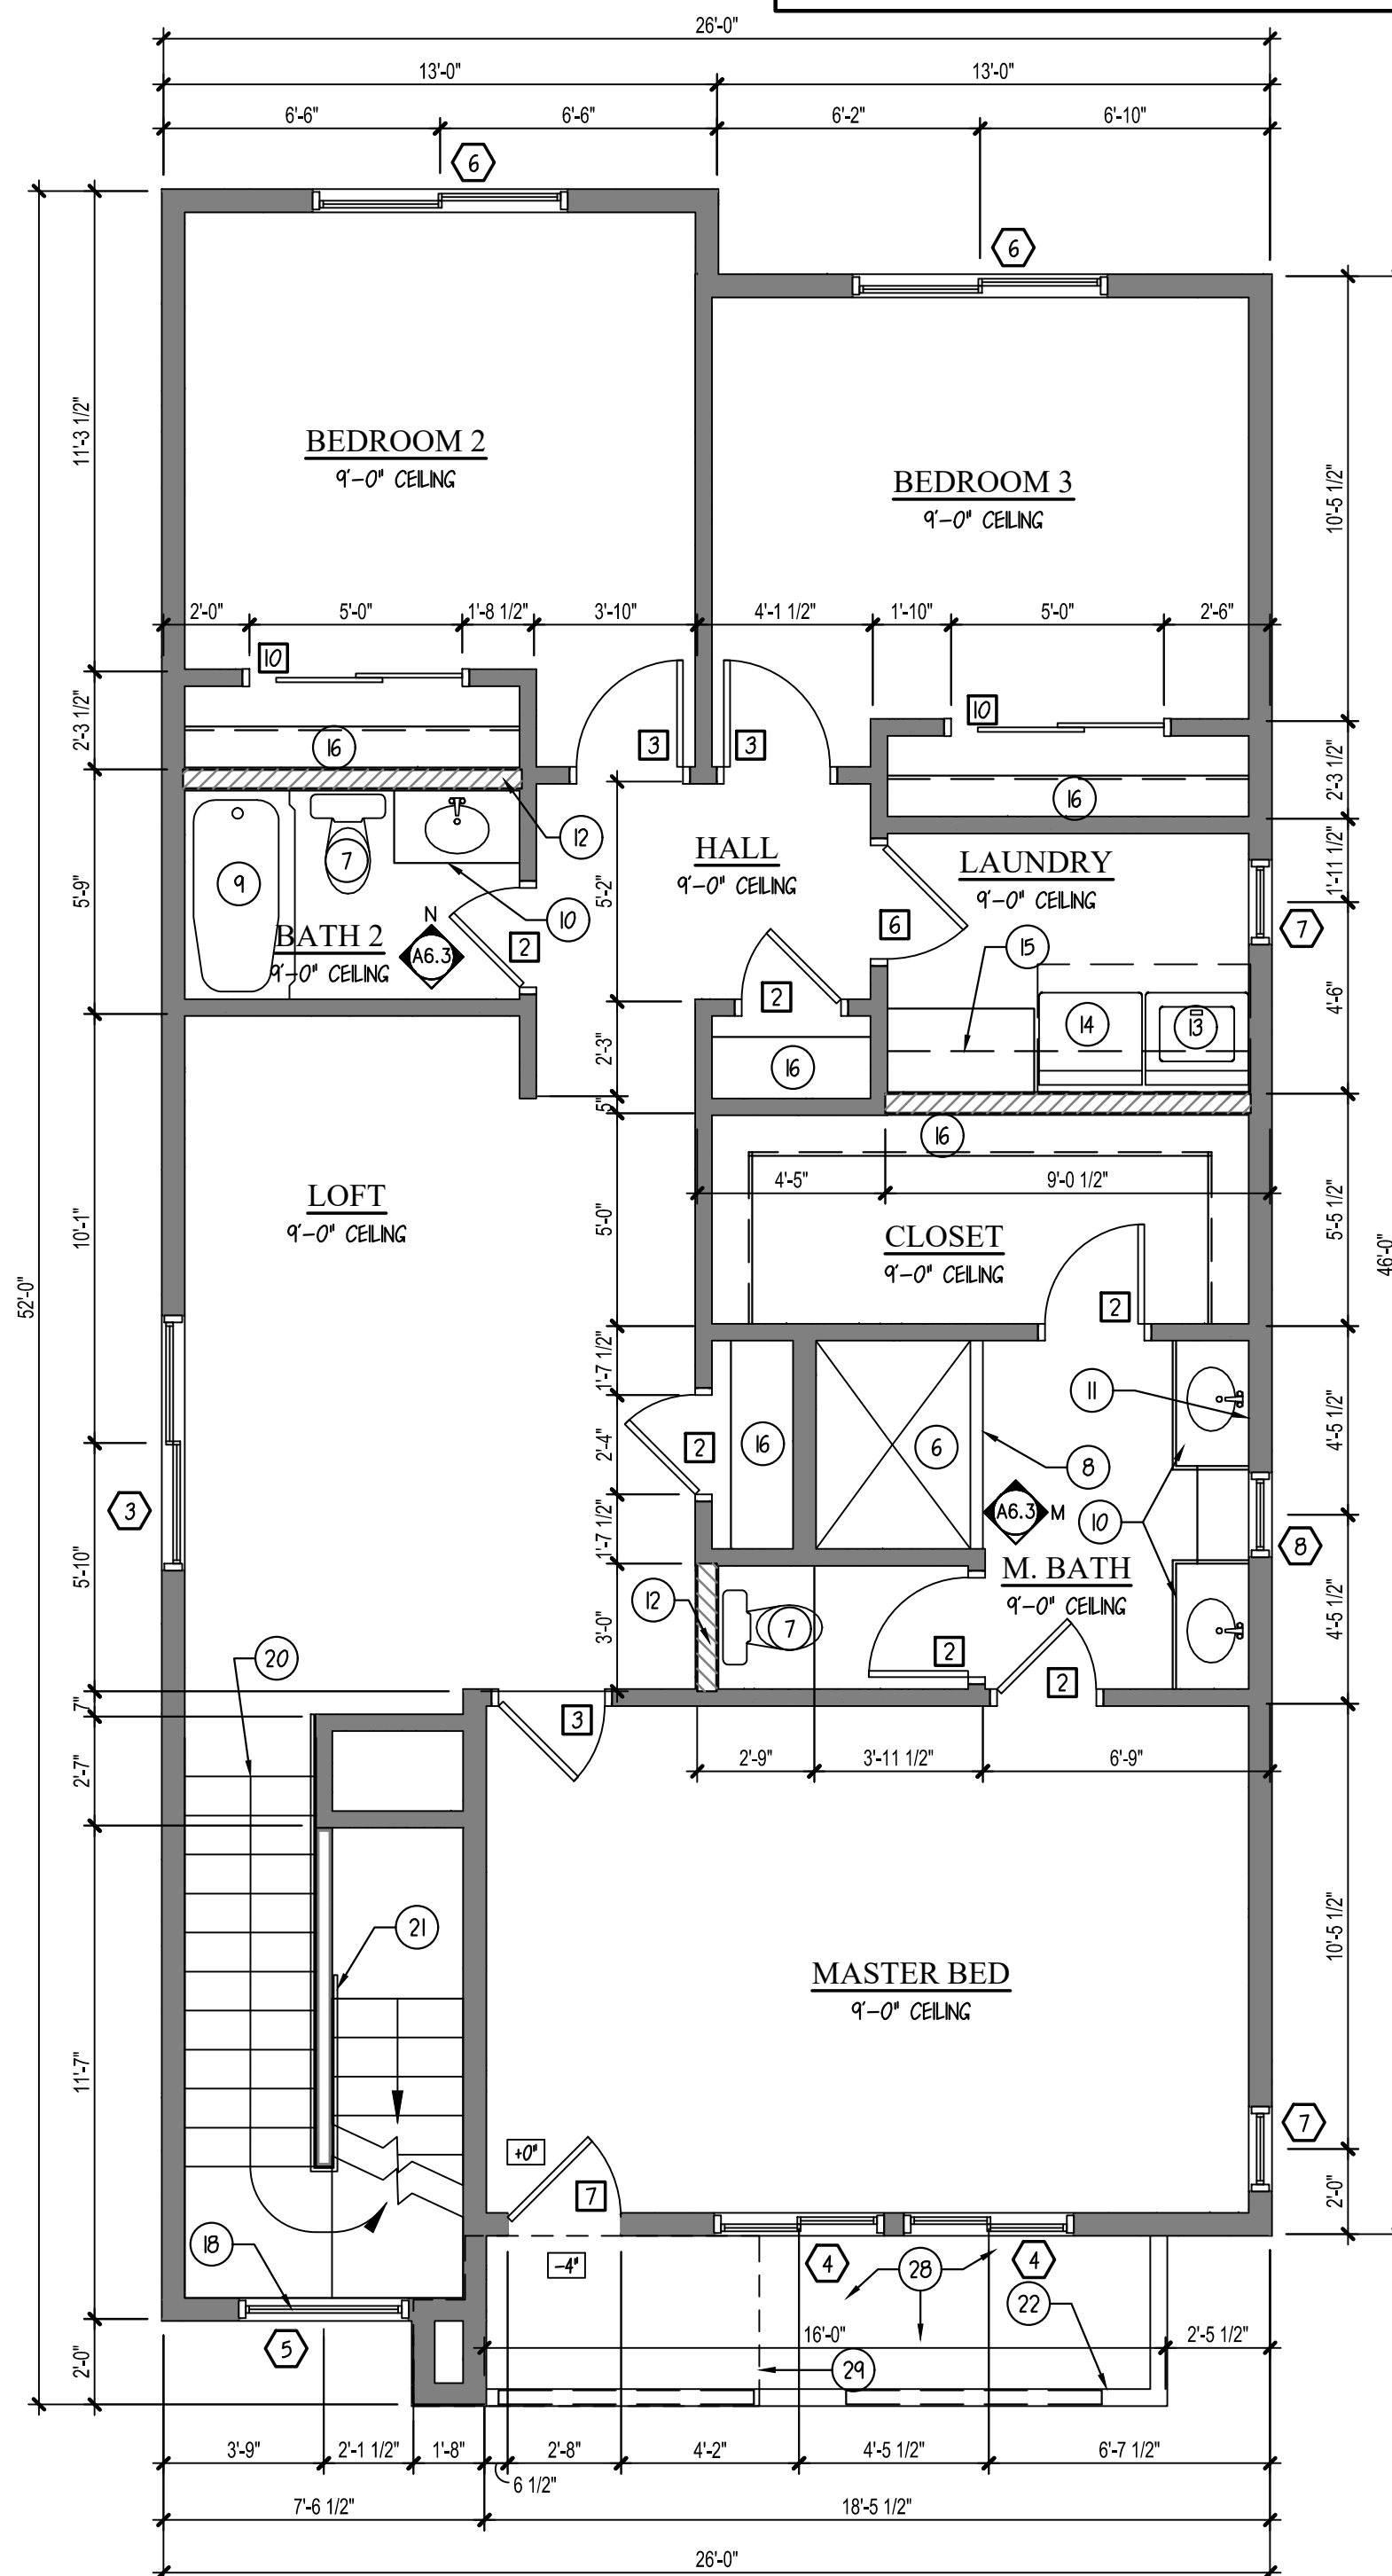 26'-0"
13'-0" 13'-0"
6'-6" 6'-6" 6'-2" 6'-10"
6
6
11'-3 1/2"
BEDROOM 2
9'-0" CEILING
BEDROOM 3
9'-0" CEILING
10'-5 1/2"
2'-0" 5'-0" 1'-8 1/2" 3'-10" 4'-1 1/2" 1'-10" 5'-0" 2'-6"
10
10
2'-3 1/2"
16
3 3
16
2'-3 1/2"
12
HALL
9'-0" CEILING
LAUNDRY
9'-0" CEILING
1'-11 1/2"
5'-9"
9
7
5'-2"
10
6
7
N
BATH 2
9'-0" CEILING
A6.3
2
15
2
14
13
4'-6"
2'-3"
16
5"
16
4'-5" 9'-0 1/2"
LOFT
9'-0" CEILING
10'-1"
5'-0"
CLOSET
9'-0" CEILING
5'-5 1/2"
46'-0"
52'-0"
2
1'-7 1/2"
11
4'-5 1/2"
2'-4"
2
16
6
8
3
1'-7 1/2"
A6.3 M
10
8
5'-10"
M. BATH
9'-0" CEILING
12
7
3'-0"
4'-5 1/2"
20
2
2
7"
3
2'-9" 3'-11 1/2" 6'-9"
2'-7"
21
10'-5 1/2"
MASTER BED
9'-0" CEILING
11'-7"
7
+0"
7
2'-0"
18
-4"
4
28
4
22
16'-0" 2'-5 1/2"
5
29
2'-0"
3'-9" 2'-1 1/2" 1'-8" 2'-8" 4'-2" 4'-5 1/2" 6'-7 1/2"
6 1/2"
7'-6 1/2" 18'-5 1/2"
26'-0"